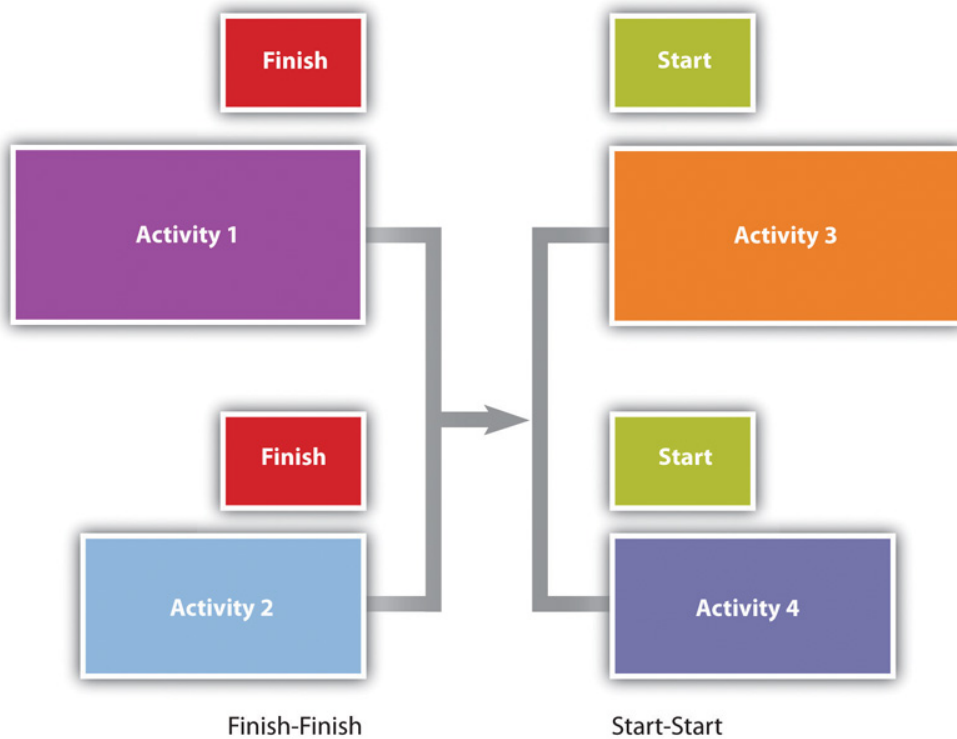 Finish
Start
Activity 1
Activity 3
Finish
Start
Activity 2
Activity 4
Finish-Finish
Start-Start